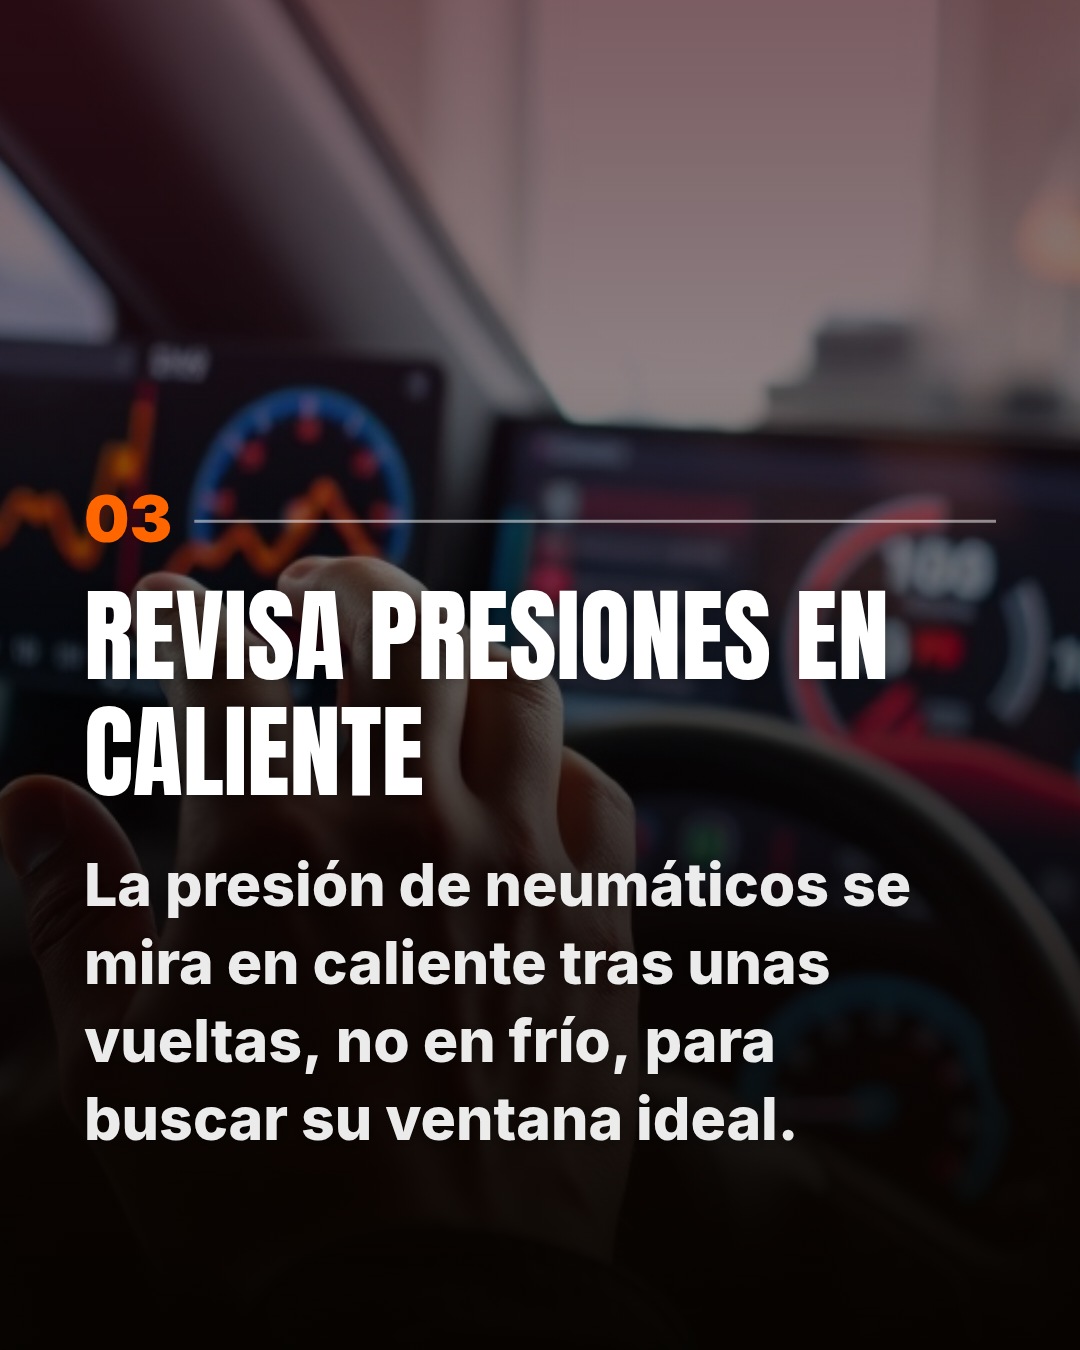 03
REVISA PRESIONES EN
CALIENTE
La presión de neumáticos se
mira en caliente tras unas
vueltas, no en frío, para
buscar su ventana ideal.
100